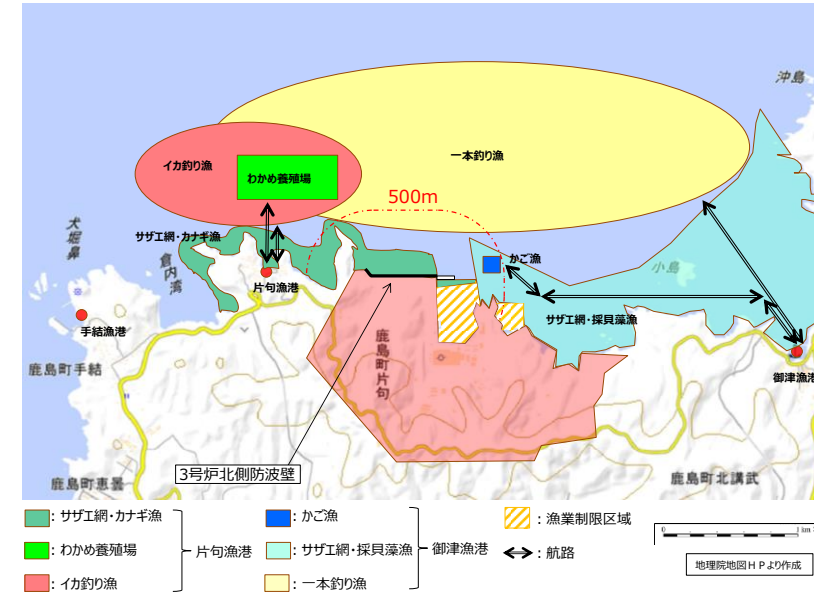 沖島
一本釣り漁
イカ釣り漁
わかめ養殖場
500m
犬堀鼻
サザエ網・カナギ漁
倉内湾
かご漁
小島
片句漁港
手結漁港
サザエ網・採貝藻漁
鹿島町片句
鹿島町手結
御津漁港
3号炉北側防波壁
鹿島町恵曇
鹿島町北講武
: サザエ網・カナギ漁
: わかめ養殖場
: イカ釣り漁
片句漁港
: かご漁
: サザエ網・採貝藻漁
: 一本釣り漁
御津漁港
: 漁業制限区域
: 航路
0 1 km
地理院地図HPより作成